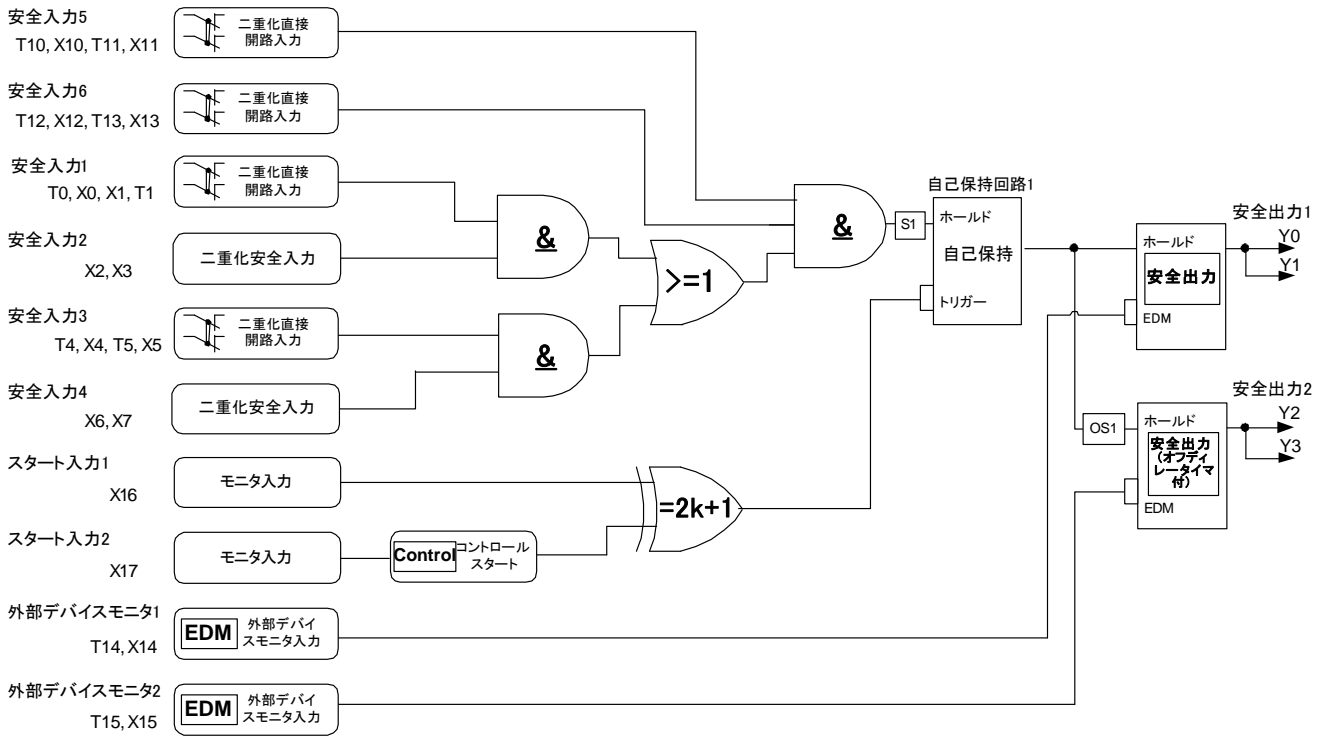 安全入力5
T10, X10, T11, X11
二重化直接
開路入力
安全入力6
T12, X12, T13, X13
二重化直接
開路入力
安全入力1
T0, X0, X1, T1
二重化直接
開路入力
安全入力2
X2, X3
二重化安全入力
安全入力3
T4, X4, T5, X5
二重化直接
開路入力
安全入力4
X6, X7
二重化安全入力
スタート入力1
X16
モニタ入力
スタート入力2
X17
モニタ入力
Control
コントロール
スタート
外部デバイスモニタ1
T14, X14
EDM
外部デバイ
スモニタ入力
外部デバイスモニタ2
T15, X15
EDM
外部デバイ
スモニタ入力
&
&
>=1
=2k+1
&
S1
自己保持回路1
ホールド
自己保持
トリガー
ホールド
安全出力
EDM
安全出力1
Y0
Y1
OS1
ホールド
安全出力
(オフディ
レータイマ
付)
EDM
安全出力2
Y2
Y3